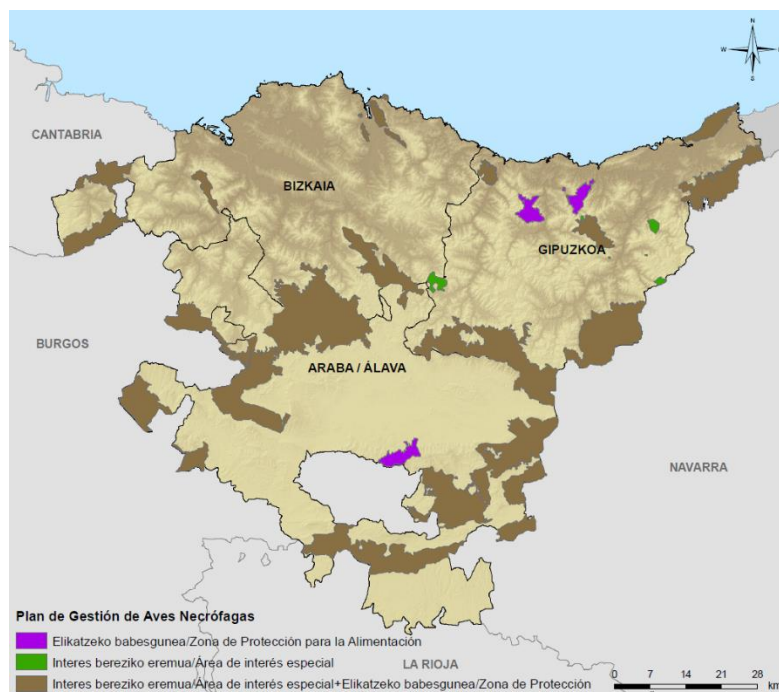 N
W
S
CANTABRIA
BIZKAIA
GIPUZKOA
BURGOS
ARABA / ÁLAVA
NAVARRA
Plan de Gestión de Aves Necrófagas
Elikatzeko babesgunea/Zona de Protección para la Alimentación
Interes bereziko eremua/Área de interés especial
Interes bereziko eremua/Área de interés especial+Elikatzeko babesgunea/Zona de Protección
LA RIOJA
0 7 14 21 28
km